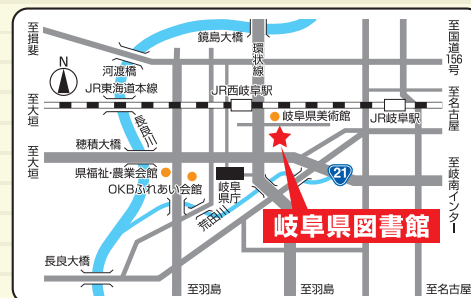 至揖斐
鏡島大橋
環状線
至国道156号
N
河渡橋
JR東海道本線
JR西岐阜駅
至大垣
長良川
岐阜県美術館
JR岐阜駅
至名古屋
穂積大橋
至大垣
県福祉・農業会館
OKBふれあい会館
岐阜県庁
21
至岐南インター
荒田川
岐阜県図書館
長良大橋
至羽島
至羽島
至名古屋